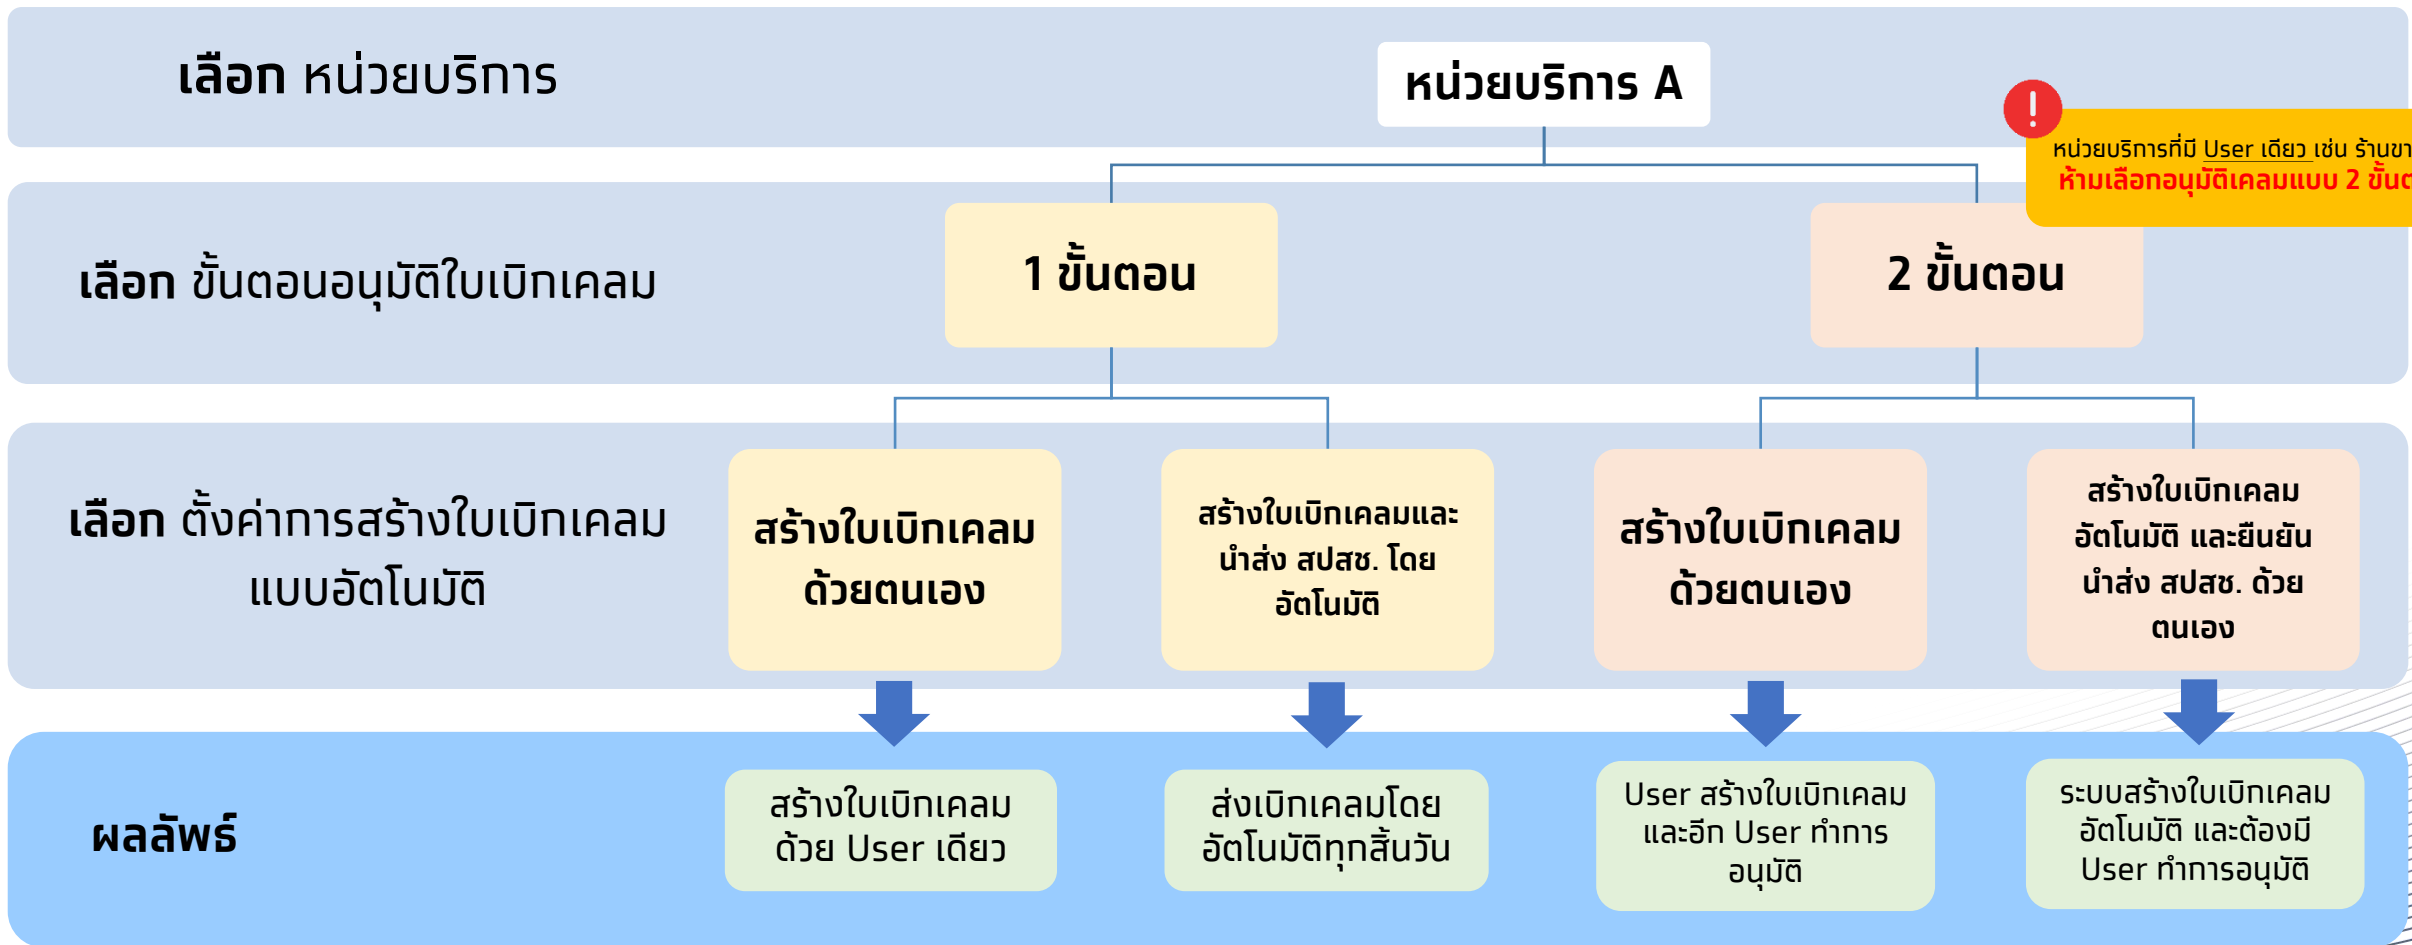 เลือก หน่วยบริการ
หน่วยบริการ A
หน่วยบริการที่มี User เดียว เช่น
ห้ามเลือกอนุมัติเคลมแบบ 2
เลือก ขั้นตอนอนุมัติใบเบิกเคลม
1 ขั้นตอน
2 ขั้นตอน
เลือก ตั้งค่าการสร้างใบเบิกเคลม
แบบอัตโนมัติ
สร้างใบเบิกเคลม
ด้วยตนเอง
สร้างใบเบิกเคลมและ
นำส่ง สปสช. โดย
อัตโนมัติ
สร้างใบเบิกเคลม
ด้วยตนเอง
สร้างใบเบิกเคลม
อัตโนมัติ และยืนยัน
นำส่ง สปสช. ด้วย
ตนเอง
ผลลัพธ์
สร้างใบเบิกเคลม
ด้วย User เดียว
ส่งเบิกเคลมโดย
อัตโนมัติทุกสิ้นวัน
User สร้างใบเบิกเคลม
และอีก User ทำการ
อนุมัติ
ระบบสร้างใบเบิกเคลม
อัตโนมัติ และต้องมี
User ทำการอนุมัติ